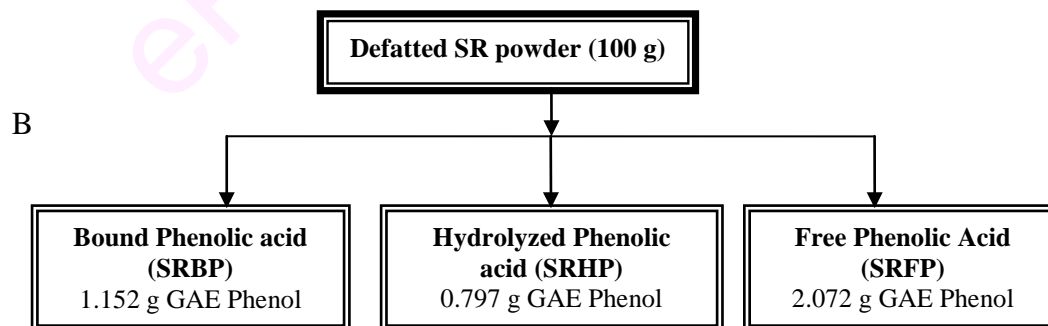 Defatted SR powder (100 g)
B
Bound Phenolic acid
(SRBP)
1.152 g GAE Phenol
Hydrolyzed Phenolic
acid (SRHP)
0.797 g GAE Phenol
Free Phenolic Acid
(SRFP)
2.072 g GAE Phenol